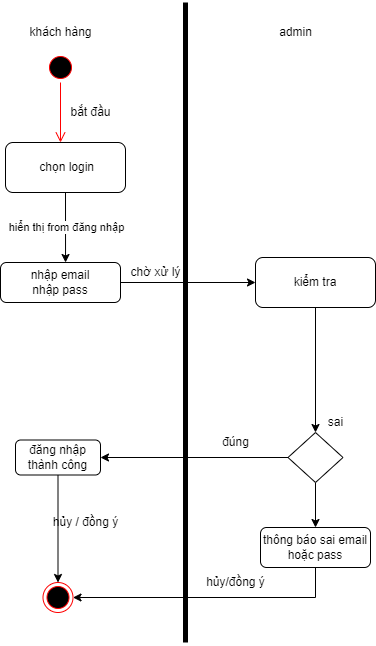 khách hàng
admin
bắt đầu
chọn login
hiển thị from đăng nhập
nhập email
nhập pass
chờ xử lý
kiểm tra
sai
đúng
đăng nhập
thành công
hủy / đồng ý
thông báo sai email
hoặc pass
hủy/đồng ý